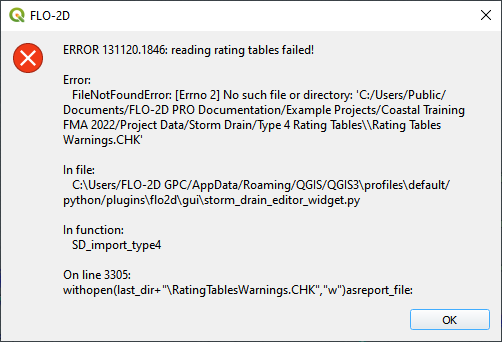 FLO-2D
ERROR 131120.1846: reading rating tables failed!
Error:
FileNotFoundError: [Errno 2] No such file or directory: 'C:/Users/Public/
Documents/FLO-2D PRO Documentation/Example Projects/Coastal Training
FMA 2022/Project Data/Storm Drain/Type 4 Rating Tables\\Rating Tables
Warnings.CHK'
In file:
C:\Users/FLO-2D GPC/AppData/Roaming/QGIS/QGIS3\profiles\default/
python/plugins\flo2d\gui\storm_drain_editor_widget.py
In function:
SD_import_type4
On line 3305:
withopen(last_dir+"\RatingTablesWarnings.CHK","w")asreport_file:
OK